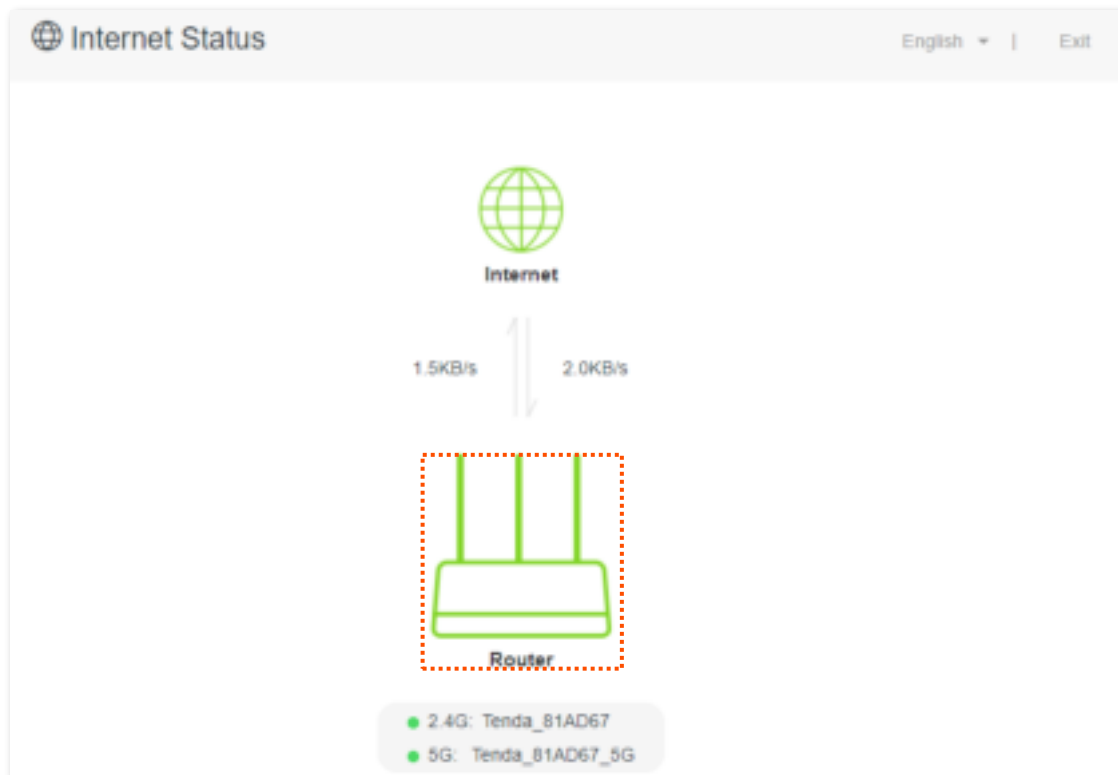 Internet Status
English | Exit
Internet
1.5KB/s 2.0KB/s
Router
2.4G: Tenda_81AD67
5G: Tenda_81AD67_5G